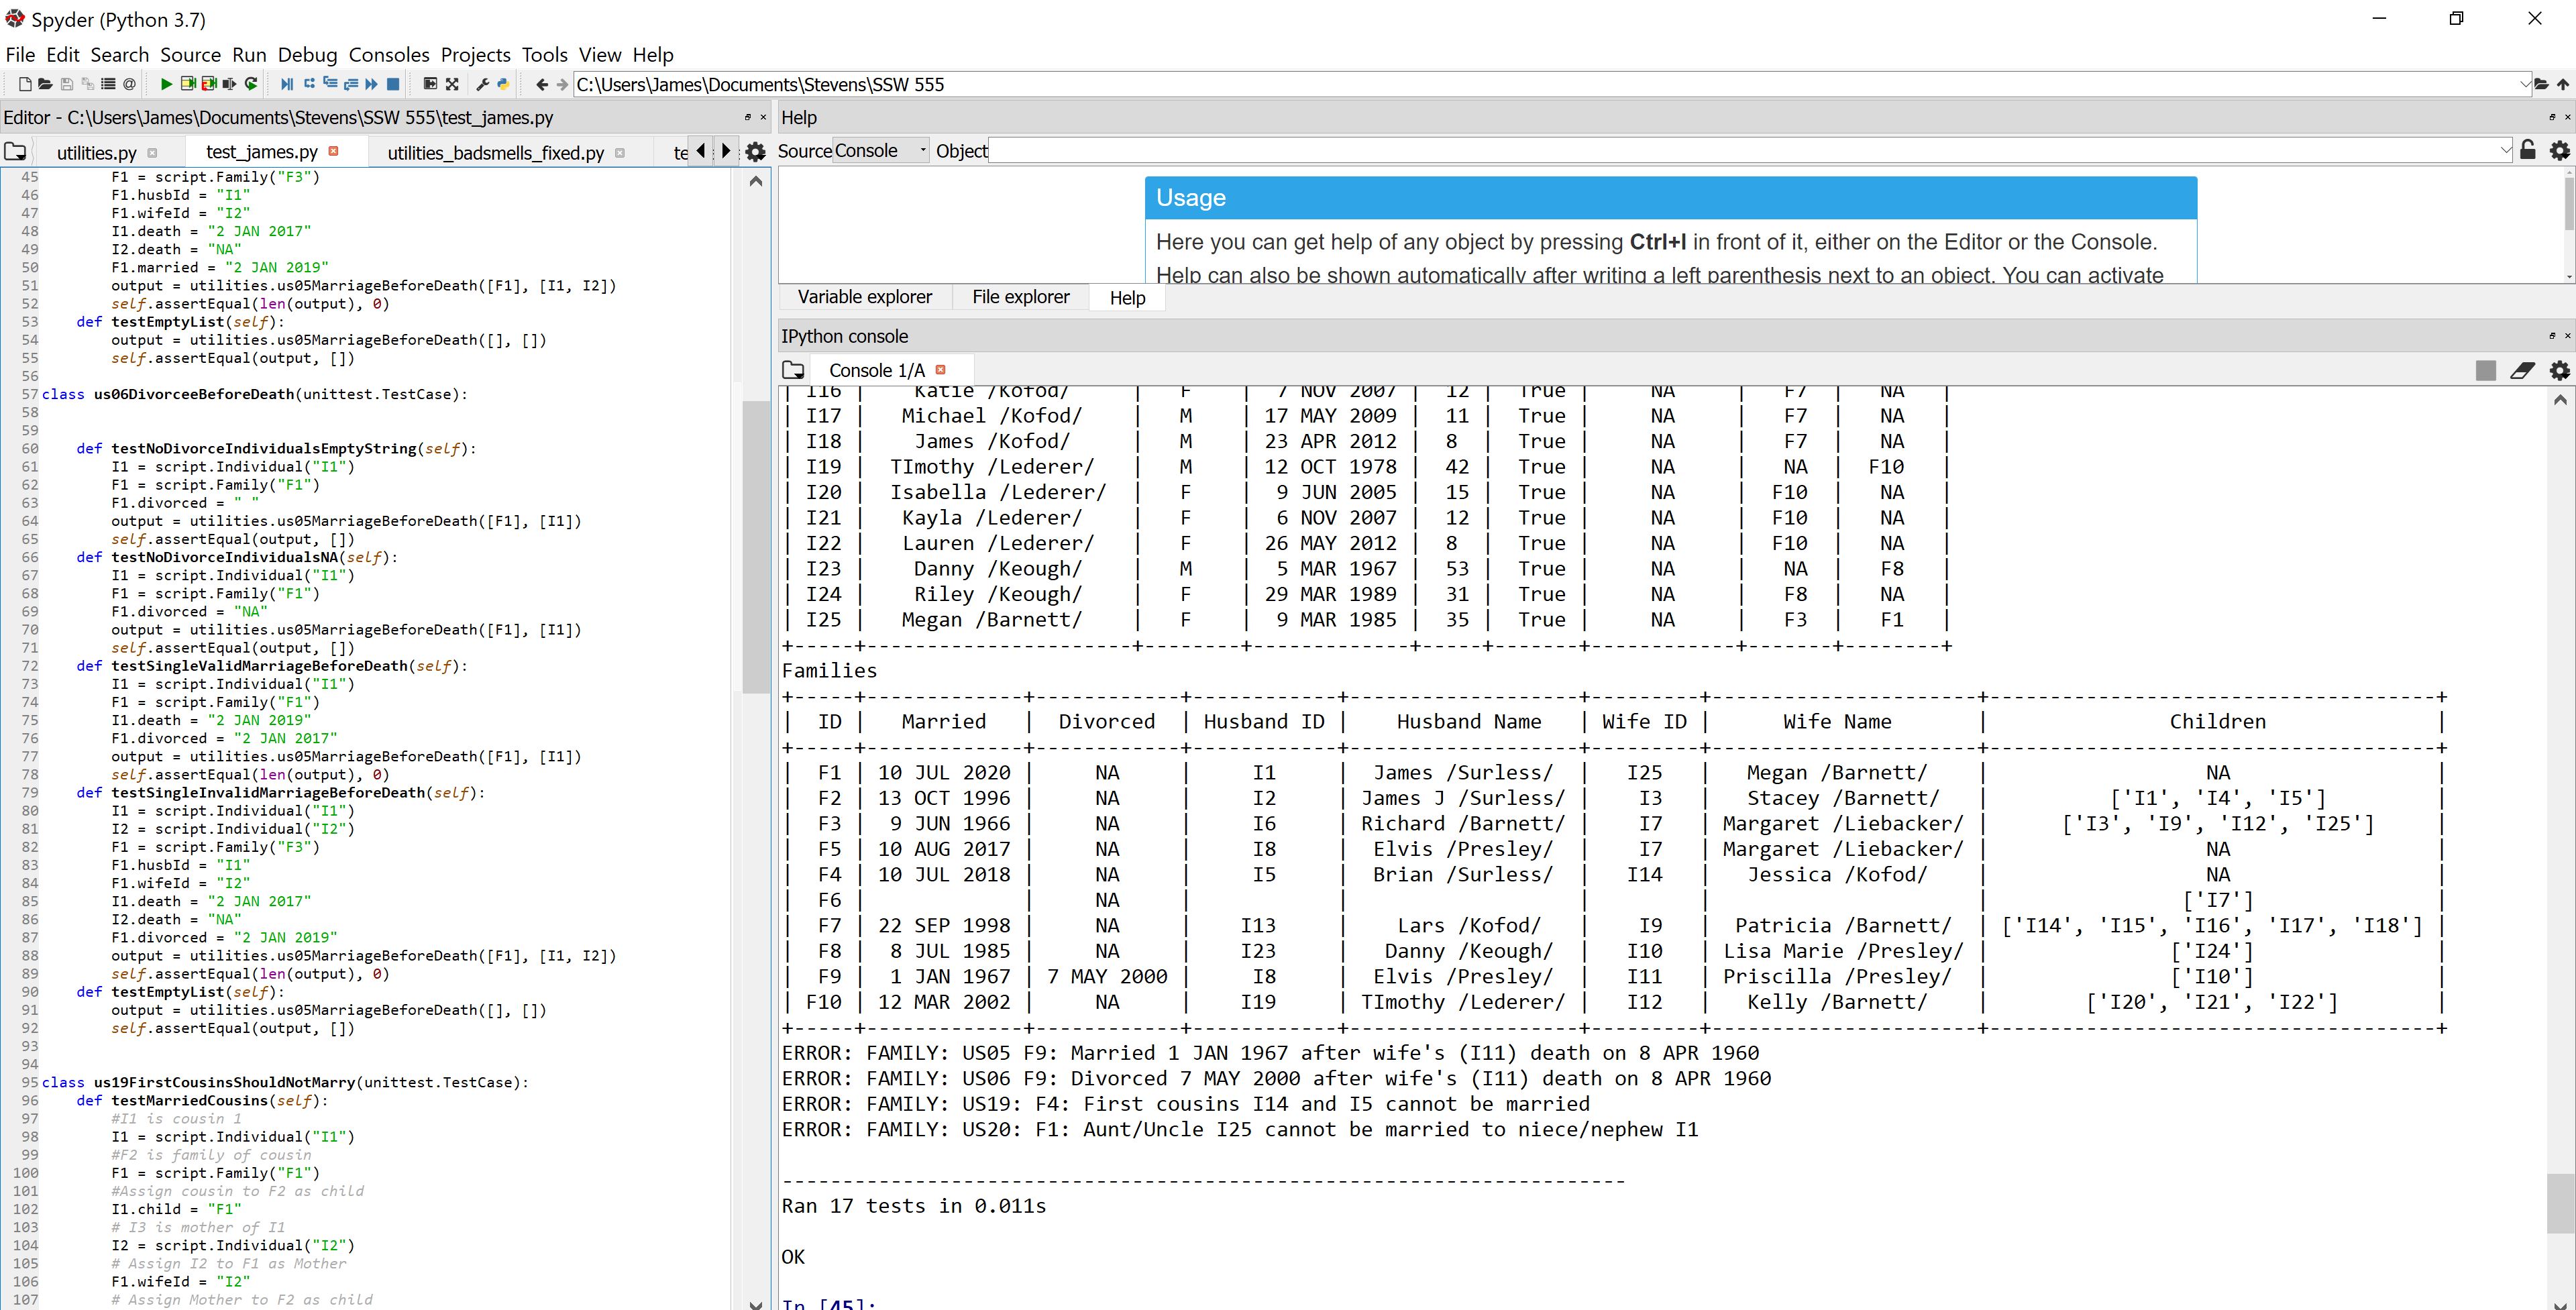 Spyder (Python 3.7)
File Edit Search Source Run Debug Consoles Projects Tools View Help
C:\Users\James\Documents\Stevens\SSW 555
Editor - C:\Users\James\Documents\Stevens\SSW 555\test_james.py
utilities.py test_james.py utilities_badsmells_fixed.py te
45 F1 = script.Family("F3")
46 F1.husbId = "I1"
47 F1.wifeId = "I2"
48 I1.death = "2 JAN 2017"
49 I2.death = "NA"
50 F1.married = "2 JAN 2019"
51 output = utilities.us05MarriageBeforeDeath([F1], [I1, I2])
52 self.assertEqual(len(output), 0)
53 def testEmptyList(self):
54 output = utilities.us05MarriageBeforeDeath([], [])
55 self.assertEqual(output, [])
56
57 class us06DivorceeBeforeDeath(unittest.TestCase):
58
59
60 def testNoDivorceIndividualsEmptyString(self):
61 I1 = script.Individual("I1")
62 F1 = script.Family("F1")
63 F1.divorced = " "
64 output = utilities.us05MarriageBeforeDeath([F1], [I1])
65 self.assertEqual(output, [])
66 def testNoDivorceIndividualsNA(self):
67 I1 = script.Individual("I1")
68 F1 = script.Family("F1")
69 F1.divorced = "NA"
70 output = utilities.us05MarriageBeforeDeath([F1], [I1])
71 self.assertEqual(output, [])
72 def testSingleValidMarriageBeforeDeath(self):
73 I1 = script.Individual("I1")
74 F1 = script.Family("F1")
75 I1.death = "2 JAN 2019"
76 F1.divorced = "2 JAN 2017"
77 output = utilities.us05MarriageBeforeDeath([F1], [I1])
78 self.assertEqual(len(output), 0)
79 def testSingleInvalidMarriageBeforeDeath(self):
80 I1 = script.Individual("I1")
81 I2 = script.Individual("I2")
82 F1 = script.Family("F3")
83 F1.husbId = "I1"
84 F1.wifeId = "I2"
85 I1.death = "2 JAN 2017"
86 I2.death = "NA"
87 F1.divorced = "2 JAN 2019"
88 output = utilities.us05MarriageBeforeDeath([F1], [I1, I2])
89 self.assertEqual(len(output), 0)
90 def testEmptyList(self):
91 output = utilities.us05MarriageBeforeDeath([], [])
92 self.assertEqual(output, [])
93
94
95 class us19FirstCousinsShouldNotMarry(unittest.TestCase):
96 def testMarriedCousins(self):
97 #I1 is cousin 1
98 I1 = script.Individual("I1")
99 #F2 is family of cousin
100 F1 = script.Family("F1")
101 #Assign cousin to F2 as child
102 I1.child = "F1"
103 # I3 is mother of I1
104 I2 = script.Individual("I2")
105 # Assign I2 to F1 as Mother
106 F1.wifeId = "I2"
107 # Assign Mother to F2 as child
Help
Source Console Object
Usage
Here you can get help of any object by pressing Ctrl+I in front of it, either on the Editor or the Console.
Help can also be shown automatically after writing a left parenthesis next to an object. You can activate
Variable explorer File explorer Help
IPython console
Console 1/A
| I16 | Katie /Kofod/ | F | 7 NOV 2007 | 12 | True | NA | F7 | NA |
| I17 | Michael /Kofod/ | M | 17 MAY 2009 | 11 | True | NA | F7 | NA |
| I18 | James /Kofod/ | M | 23 APR 2012 | 8 | True | NA | F7 | NA |
| I19 | TImothy /Lederer/ | M | 12 OCT 1978 | 42 | True | NA | NA | F10 |
| I20 | Isabella /Lederer/ | F | 9 JUN 2005 | 15 | True | NA | F10 | NA |
| I21 | Kayla /Lederer/ | F | 6 NOV 2007 | 12 | True | NA | F10 | NA |
| I22 | Lauren /Lederer/ | F | 26 MAY 2012 | 8 | True | NA | F10 | NA |
| I23 | Danny /Keough/ | M | 5 MAR 1967 | 53 | True | NA | NA | F8 |
| I24 | Riley /Keough/ | F | 29 MAR 1989 | 31 | True | NA | F8 | NA |
| I25 | Megan /Barnett/ | F | 9 MAR 1985 | 35 | True | NA | F3 | F1 |
Families
| ID | Married | Divorced | Husband ID | Husband Name | Wife ID | Wife Name | Children |
| F1 | 10 JUL 2020 | NA | I1 | James /Surless/ | I25 | Megan /Barnett/ | NA |
| F2 | 13 OCT 1996 | NA | I2 | James J /Surless/ | I3 | Stacey /Barnett/ | ['I1', 'I4', 'I5'] |
| F3 | 9 JUN 1966 | NA | I6 | Richard /Barnett/ | I7 | Margaret /Liebacker/ | ['I3', 'I9', 'I12', 'I25'] |
| F5 | 10 AUG 2017 | NA | I8 | Elvis /Presley/ | I7 | Margaret /Liebacker/ | NA |
| F4 | 10 JUL 2018 | NA | I5 | Brian /Surless/ | I14 | Jessica /Kofod/ | NA |
| F6 | | NA | | | | | ['I7'] |
| F7 | 22 SEP 1998 | NA | I13 | Lars /Kofod/ | I9 | Patricia /Barnett/ | ['I14', 'I15', 'I16', 'I17', 'I18'] |
| F8 | 8 JUL 1985 | NA | I23 | Danny /Keough/ | I10 | Lisa Marie /Presley/ | ['I24'] |
| F9 | 1 JAN 1967 | 7 MAY 2000 | I8 | Elvis /Presley/ | I11 | Priscilla /Presley/ | ['I10'] |
| F10 | 12 MAR 2002 | NA | I19 | TImothy /Lederer/ | I12 | Kelly /Barnett/ | ['I20', 'I21', 'I22'] |
ERROR: FAMILY: US05 F9: Married 1 JAN 1967 after wife's (I11) death on 8 APR 1960
ERROR: FAMILY: US06 F9: Divorced 7 MAY 2000 after wife's (I11) death on 8 APR 1960
ERROR: FAMILY: US19: F4: First cousins I14 and I5 cannot be married
ERROR: FAMILY: US20: F1: Aunt/Uncle I25 cannot be married to niece/nephew I1
----------------------------------------------------------------------
Ran 17 tests in 0.011s
OK
In [45]: